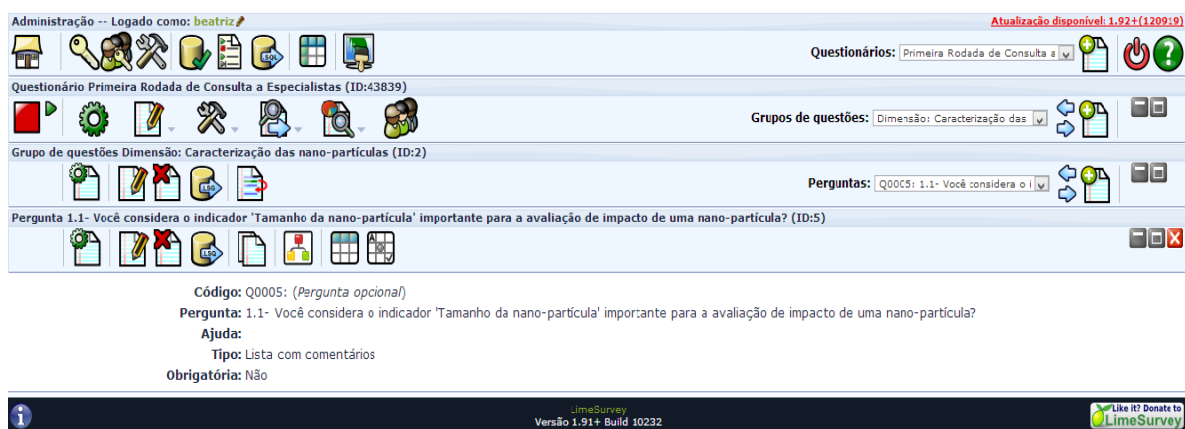 Administração -- Logado como: beatriz
Atualização disponível: 1.92+(120919)
SQL
Questionários: Primeira Rodada de Consulta a
Questionário Primeira Rodada de Consulta a Especialistas (ID:43839)
Grupos de questões: Dimensão: Caracterização das
Grupo de questões Dimensão: Caracterização das nano-partículas (ID:2)
LSG
Perguntas: Q0005: 1.1- Você considera o i
Pergunta 1.1- Você considera o indicador 'Tamanho da nano-partícula' importante para a avaliação de impacto de uma nano-partícula? (ID:5)
LSQ
Código: Q0005: (Pergunta opcional)
Pergunta: 1.1- Você considera o indicador 'Tamanho da nano-partícula' importante para a avaliação de impacto de uma nano-partícula?
Ajuda:
Tipo: Lista com comentários
Obrigatória: Não
LimeSurvey
Versão 1.91+ Build 10232
Like it? Donate to
LimeSurvey